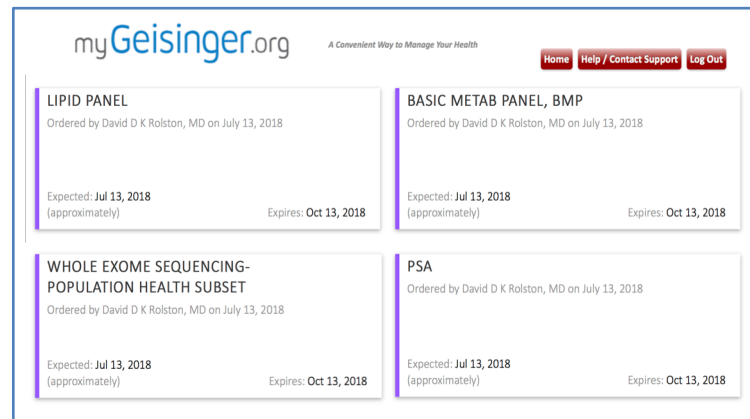 myGeisinger.org
A Convenient Way to Manage Your Health
Home Help / Contact Support Log Out
LIPID PANEL
Ordered by David D K Rolston, MD on July 13, 2018
Expected: Jul 13, 2018
(approximately)
Expires: Oct 13, 2018
BASIC METAB PANEL, BMP
Ordered by David D K Rolston, MD on July 13, 2018
Expected: Jul 13, 2018
(approximately)
Expires: Oct 13, 2018
WHOLE EXOME SEQUENCING-
POPULATION HEALTH SUBSET
Ordered by David D K Rolston, MD on July 13, 2018
Expected: Jul 13, 2018
(approximately)
Expires: Oct 13, 2018
PSA
Ordered by David D K Rolston, MD on July 13, 2018
Expected: Jul 13, 2018
(approximately)
Expires: Oct 13, 2018